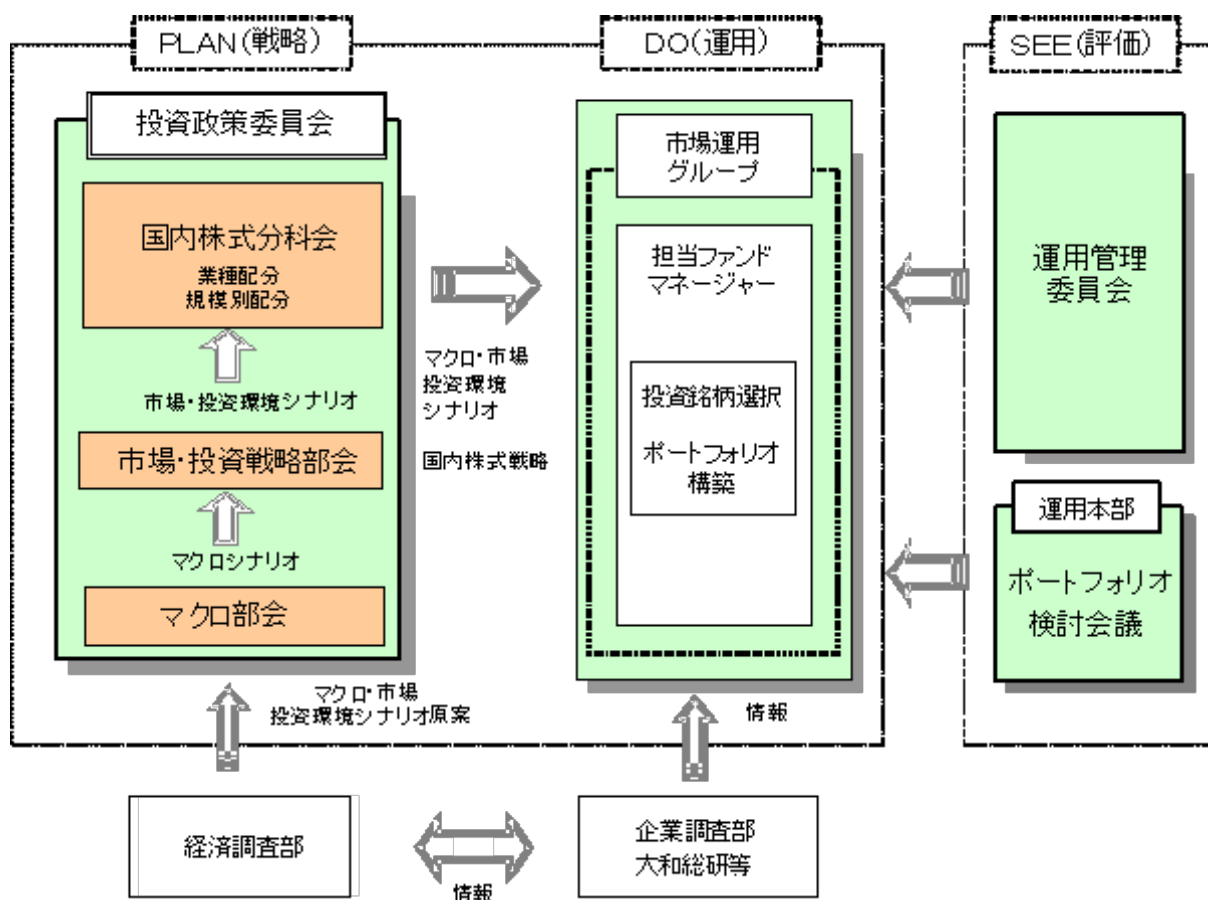 PLAN(戦略)
DO(運用)
SEE(評価)
投資政策委員会
国内株式分科会
業種配分
規模別配分
市場・投資環境シナリオ
市場・投資戦略部会
マクロシナリオ
マクロ部会
マクロ・市場
投資環境
シナリオ
国内株式戦略
市場運用
グループ
担当ファンド
マネージャー
投資銘柄選択
ポートフォリオ
構築
運用管理
委員会
運用本部
ポートフォリオ
検討会議
マクロ・市場
投資環境シナリオ原案
情報
経済調査部
情報
企業調査部
大和総研等